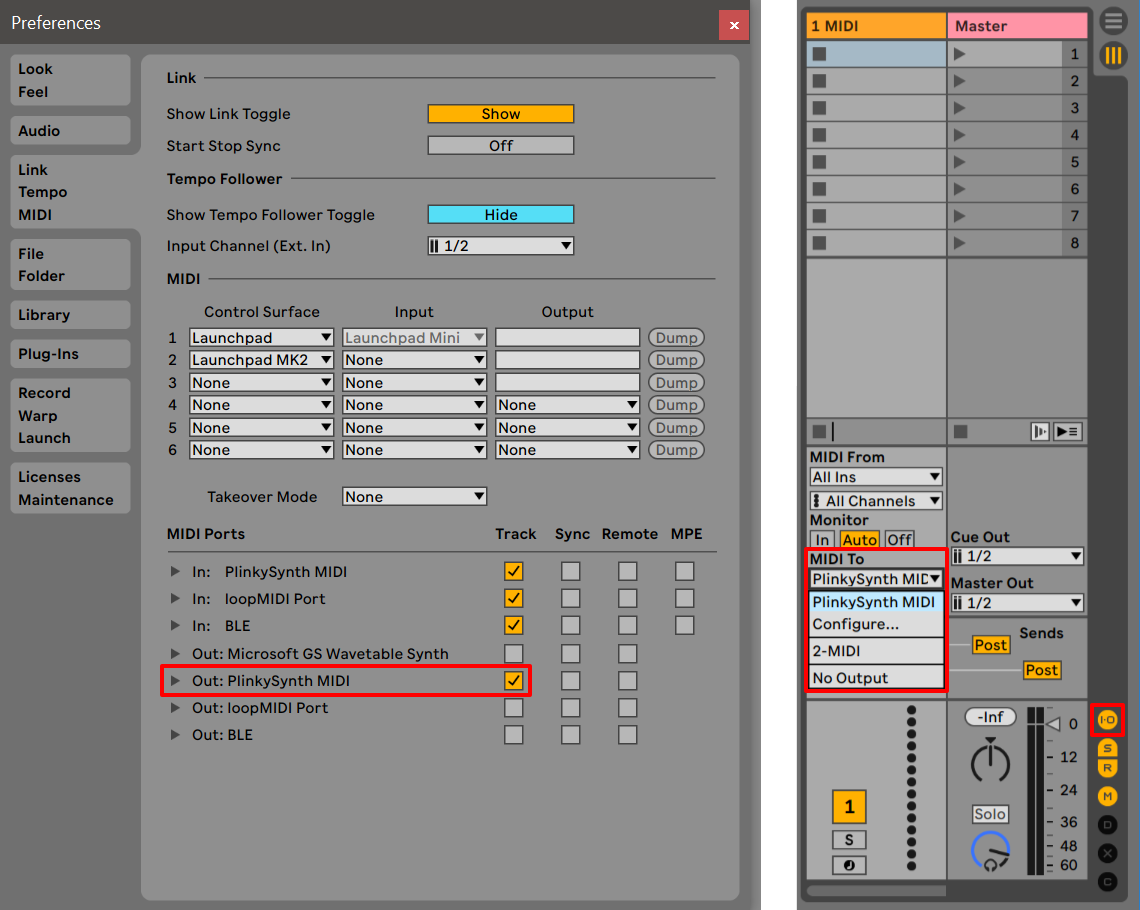 Preferences
Look
Feel
Audio
Link
Tempo
MIDI
File
Folder
Library
Plug-Ins
Record
Warp
Launch
Licenses
Maintenance
Link
Show Link Toggle Show
Start Stop Sync Off
Tempo Follower
Show Tempo Follower Toggle Hide
Input Channel (Ext. In) 1/2
MIDI
Control Surface Input Output
1 Launchpad Launchpad Mini Dump
2 Launchpad MK2 None Dump
3 None None Dump
4 None None None Dump
5 None None None Dump
6 None None None Dump
Takeover Mode None
MIDI Ports Track Sync Remote MPE
In: PlinkySynth MIDI
In: loopMIDI Port
In: BLE
Out: Microsoft GS Wavetable Synth
Out: PlinkySynth MIDI
Out: loopMIDI Port
Out: BLE
1 MIDI Master
1
2
3
4
5
6
7
8
MIDI From
All Ins
All Channels
Monitor
In Auto Off
MIDI To
PlinkySynth MID
PlinkySynth MIDI
Configure...
2-MIDI
No Output
Cue Out
1/2
Master Out
1/2
Sends
Post
Post
-Inf
0
12
24
36
48
60
Solo
1
S
I·O
S
R
M
D
X
C